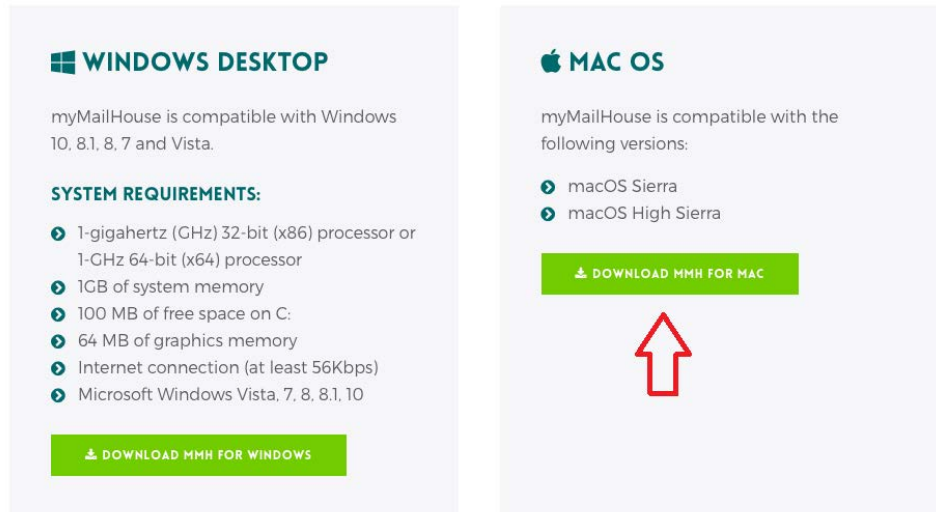 WINDOWS DESKTOP
myMailHouse is compatible with Windows
10, 8.1, 8, 7 and Vista.
SYSTEM REQUIREMENTS:
1-gigahertz (GHz) 32-bit (x86) processor or
1-GHz 64-bit (x64) processor
1GB of system memory
100 MB of free space on C:
64 MB of graphics memory
Internet connection (at least 56Kbps)
Microsoft Windows Vista, 7, 8, 8.1, 10
DOWNLOAD MMH FOR WINDOWS
MAC OS
myMailHouse is compatible with the
following versions:
macOS Sierra
macOS High Sierra
DOWNLOAD MMH FOR MAC